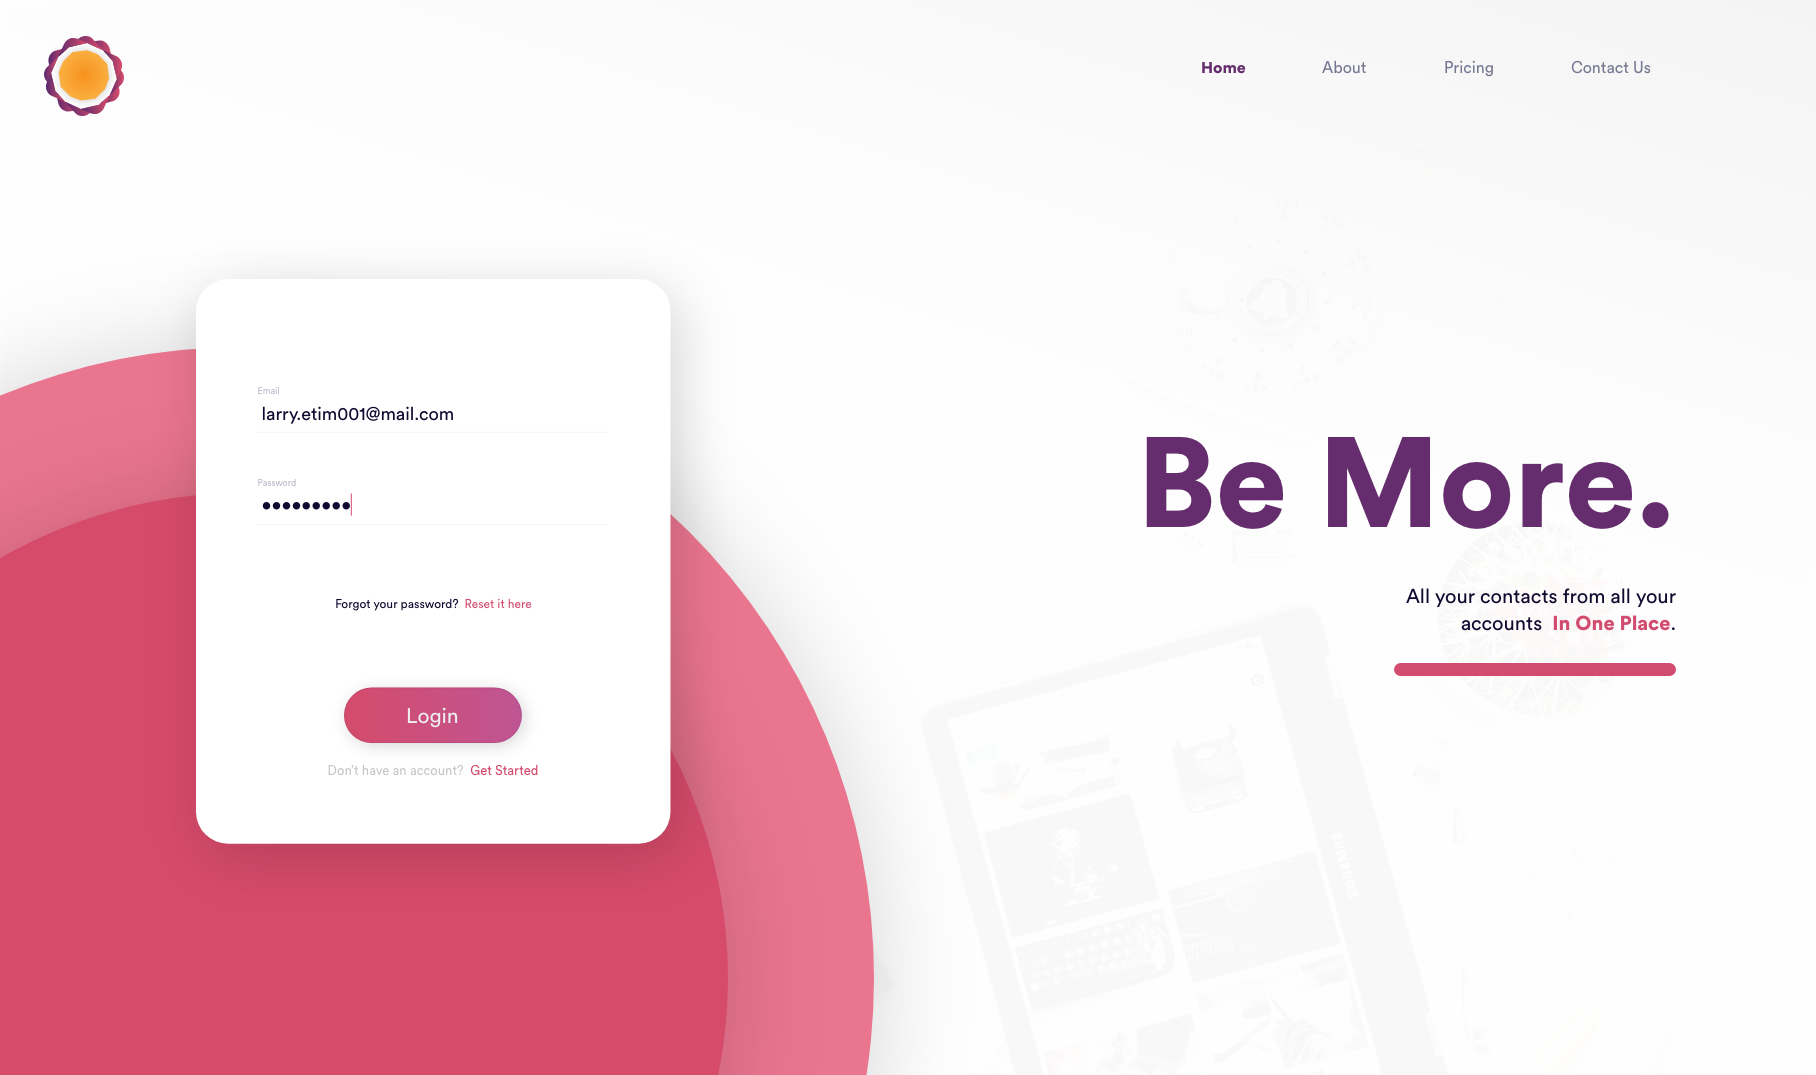 Home About Pricing Contact Us
Email
larry.etim001@mail.com
Password
•••••••••
Forgot your password? Reset it here
Login
Don't have an account? Get Started
Be More.
All your contacts from all your
accounts In One Place.
SAMSUNG